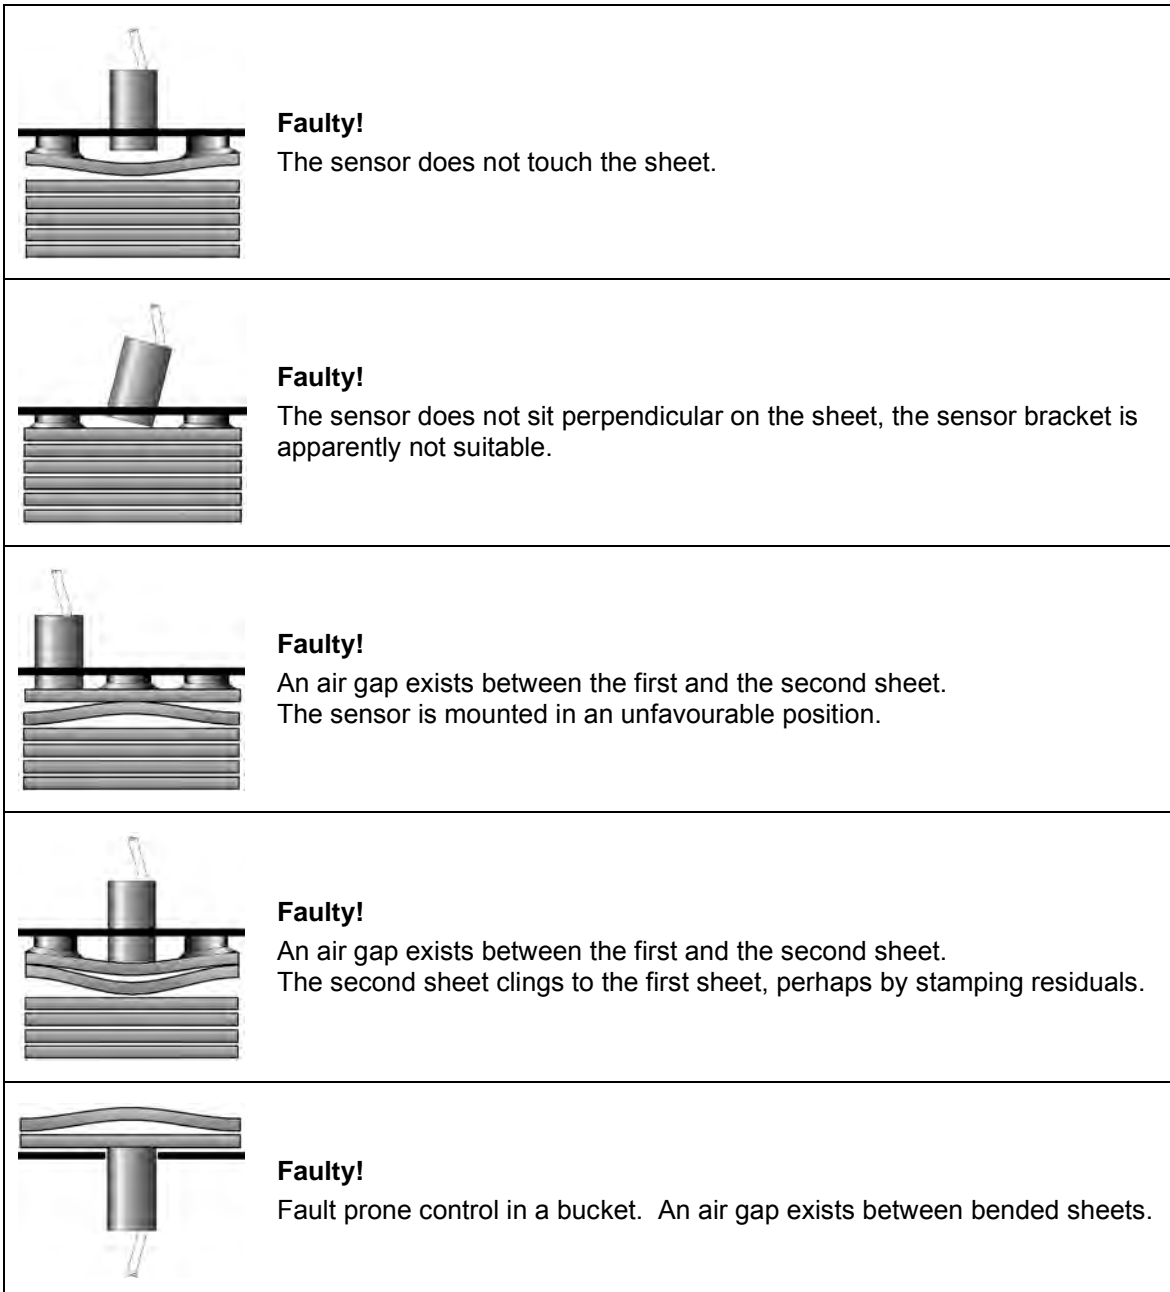 Faulty!
The sensor does not touch the sheet.
Faulty!
The sensor does not sit perpendicular on the sheet, the sensor bracket is
apparently not suitable.
Faulty!
An air gap exists between the first and the second sheet.
The sensor is mounted in an unfavourable position.
Faulty!
An air gap exists between the first and the second sheet.
The second sheet clings to the first sheet, perhaps by stamping residuals.
Faulty!
Fault prone control in a bucket.  An air gap exists between bended sheets.